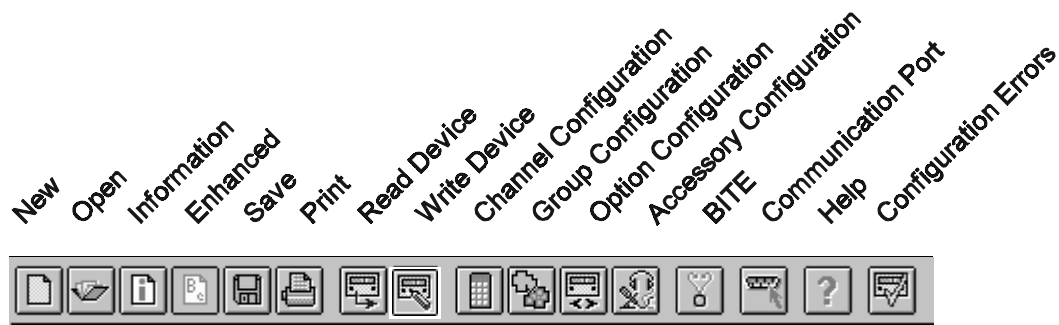 New
Open
Information
Enhanced
Save
Print
Read Device
Write Device
Channel Configuration
Group Configuration
Option Configuration
Accessory Configuration
BITE
Communication Port
Help
Configuration Errors
i
B
c
?